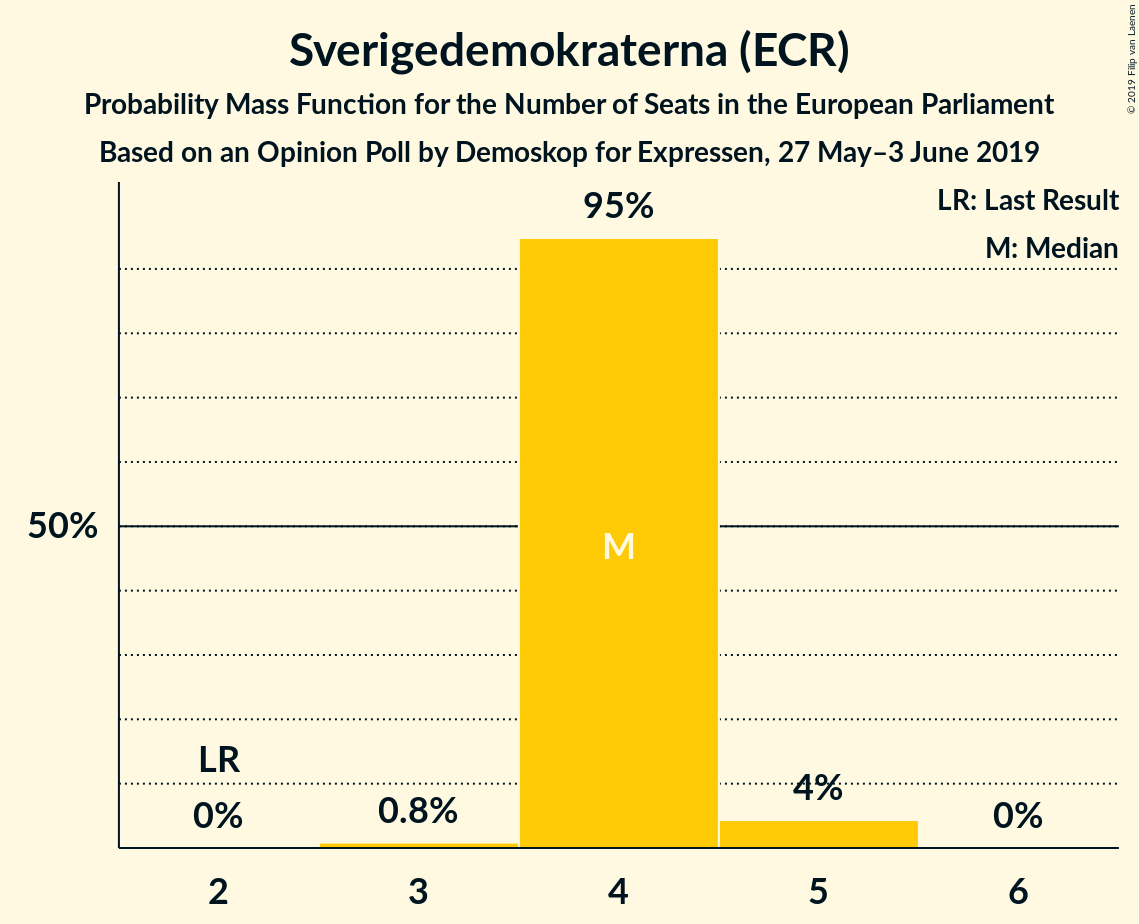 Sverigedemokraterna (ECR)
Probability Mass Function for the Number of Seats in the European Parliament
Based on an Opinion Poll by Demoskop for Expressen, 27 May–3 June 2019
© 2019 Filip van Laenen
LR: Last Result
M: Median
95%
50%
M
LR
0%
0.8%
4%
0%
2 3 4 5 6